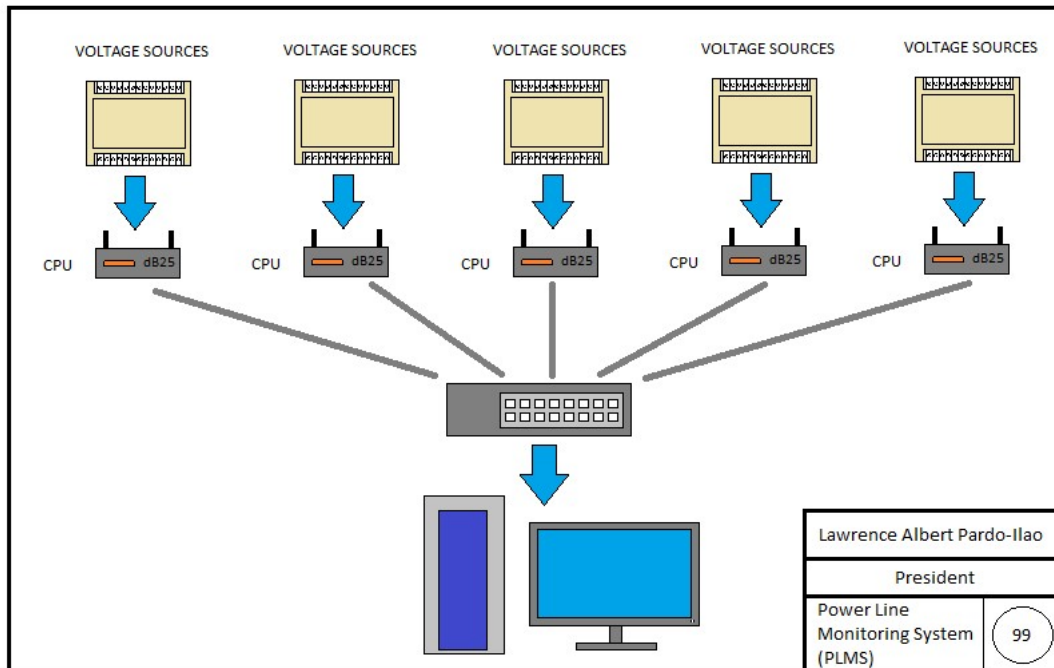 VOLTAGE SOURCES
VOLTAGE SOURCES
VOLTAGE SOURCES
VOLTAGE SOURCES
VOLTAGE SOURCES
CPU
dB25
CPU
dB25
CPU
dB25
CPU
dB25
CPU
dB25
Lawrence Albert Pardo-Ilao
President
Power Line
Monitoring System
(PLMS)
99